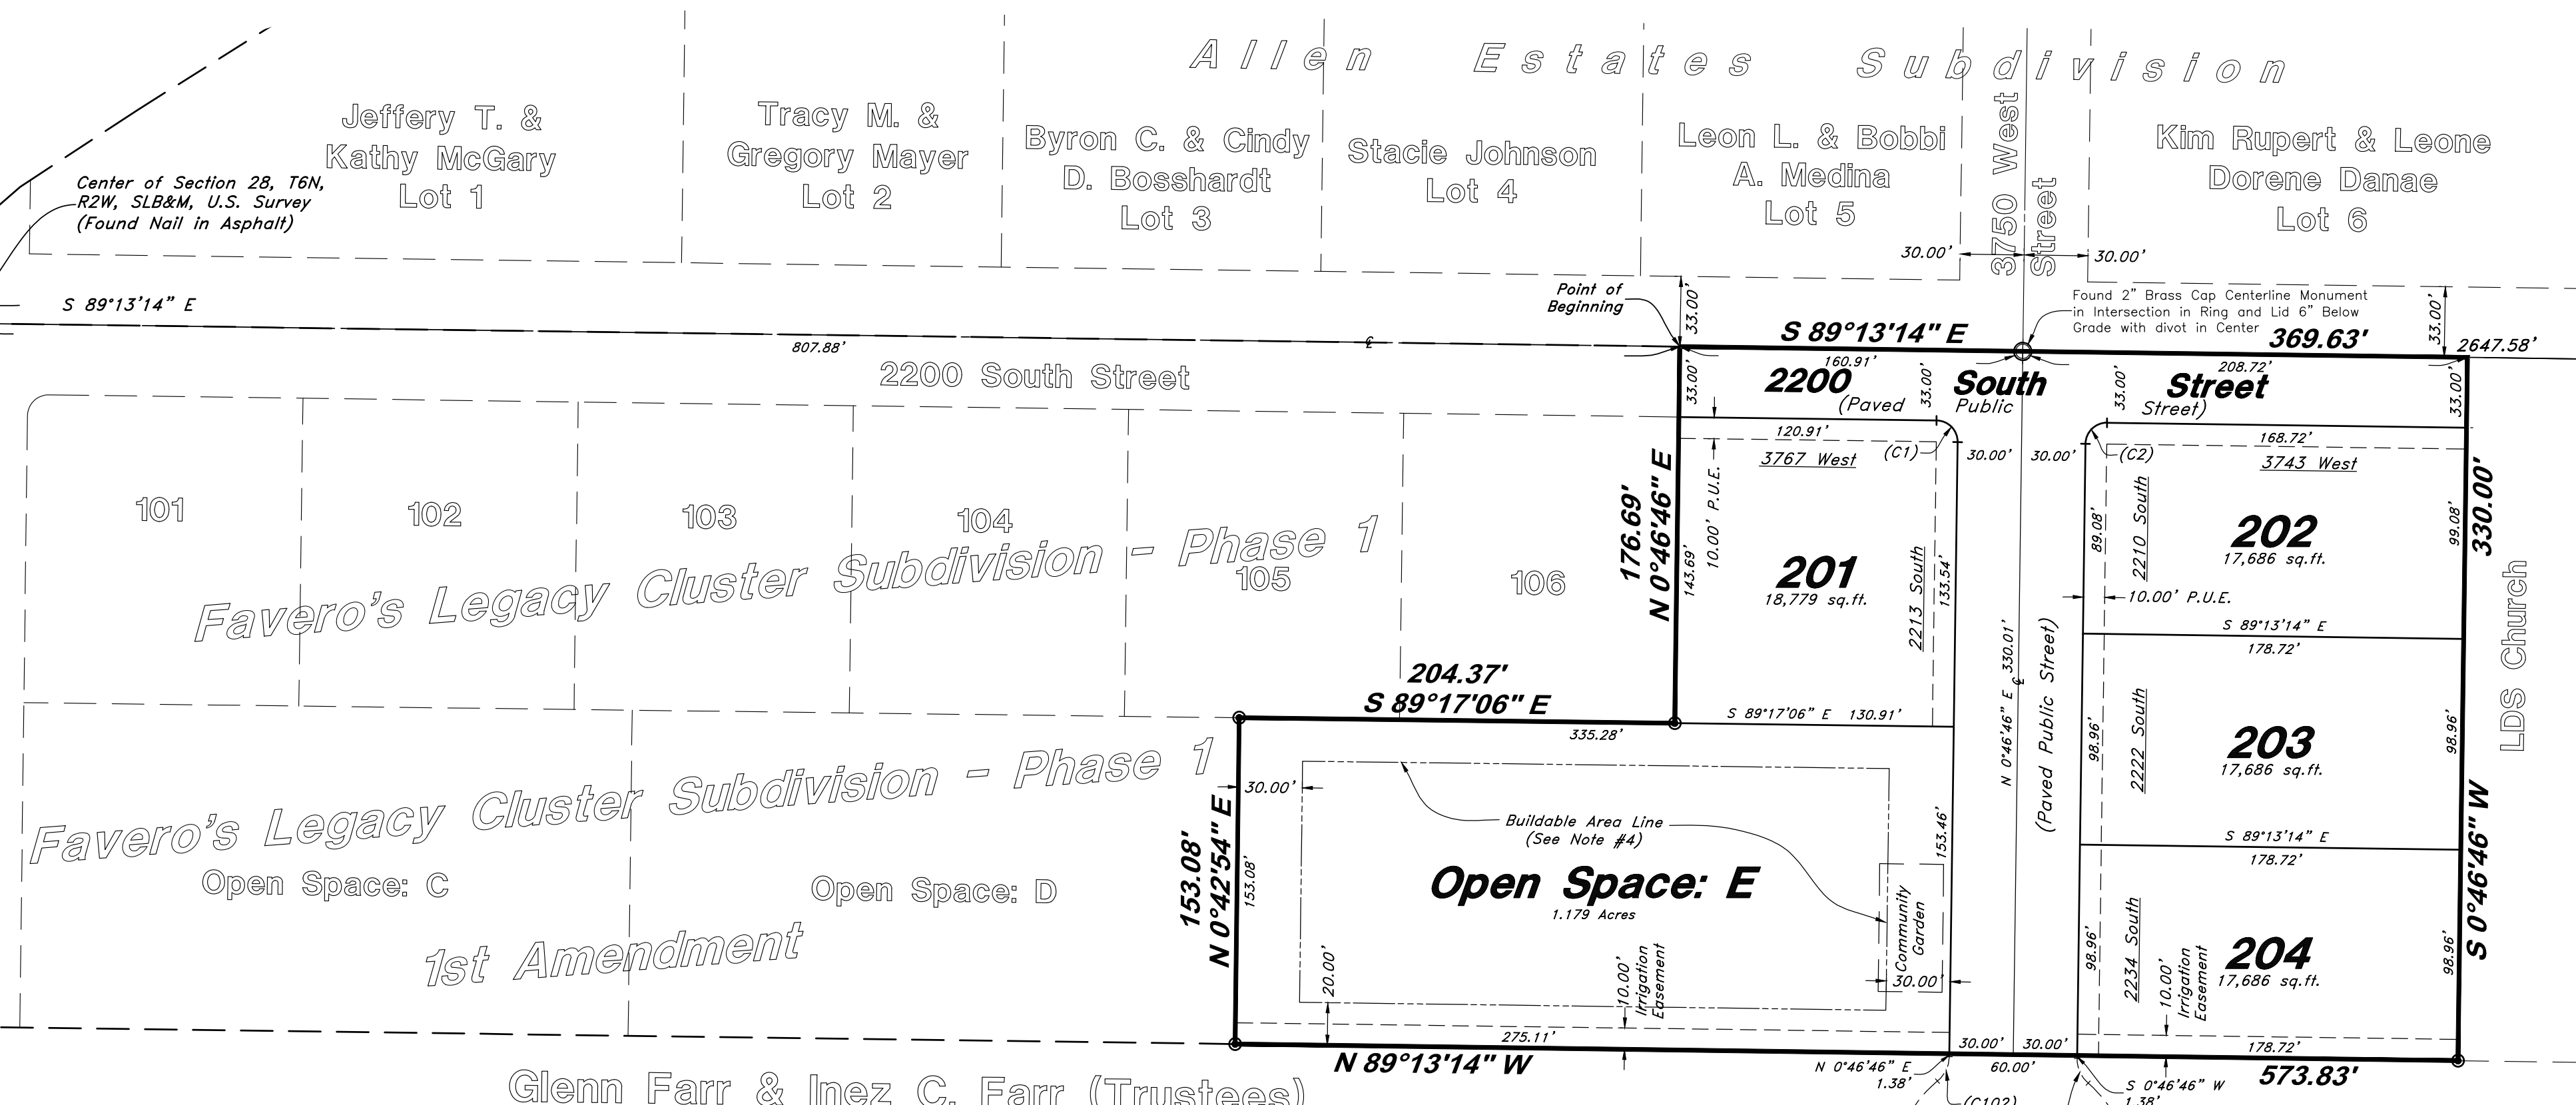 Allen Estates Subdivision
Jeffery T. &
Kathy McGary
Lot 1
Tracy M. &
Gregory Mayer
Lot 2
Byron C. & Cindy
D. Bosshardt
Lot 3
Stacie Johnson
Lot 4
Leon L. & Bobbi
A. Medina
Lot 5
3750 West
Street
Kim Rupert & Leone
Dorene Danae
Lot 6
Center of Section 28, T6N,
R2W, SLB&M, U.S. Survey
(Found Nail in Asphalt)
30.00'
30.00'
S 89°13'14" E
807.88'
℄
2200 South Street
Point of
Beginning
33.00'
S 89°13'14" E
Found 2" Brass Cap Centerline Monument
in Intersection in Ring and Lid 6" Below
Grade with divot in Center
369.63'
33.00'
2647.58'
160.91'
208.72'
33.00'
2200 South Street
33.00'
33.00'
33.00'
(Paved Public Street)
120.91'
168.72'
3767 West
(C1)
30.00'
30.00'
(C2)
3743 West
101
102
103
104
105
106
Favero's Legacy Cluster Subdivision - Phase 1
176.69'
N 0°46'46" E
143.69'
10.00' P.U.E.
201
18,779 sq.ft.
2213 South
133.54'
89.08'
2210 South
202
17,686 sq.ft.
99.08'
330.00'
10.00' P.U.E.
S 89°13'14" E
178.72'
LDS Church
N 0°46'46" E 330.01'
℄
(Paved Public Street)
204.37'
S 89°17'06" E
S 89°17'06" E 130.91'
335.28'
98.96'
2222 South
203
17,686 sq.ft.
98.96'
S 89°13'14" E
178.72'
S 0°46'46" W
Favero's Legacy Cluster Subdivision - Phase 1
Open Space: C
Open Space: D
1st Amendment
153.08'
N 0°42'54" E
153.08'
30.00'
Buildable Area Line
(See Note #4)
Open Space: E
1.179 Acres
153.46'
Community
Garden
30.00'
20.00'
10.00'
Irrigation
Easement
98.96'
2234 South
204
17,686 sq.ft.
98.96'
10.00'
Irrigation
Easement
275.11'
30.00'
30.00'
178.72'
N 89°13'14" W
N 0°46'46" E
1.38'
60.00'
S 0°46'46" W
1.38'
573.83'
(C102)
Glenn Farr & Inez C. Farr (Trustees)